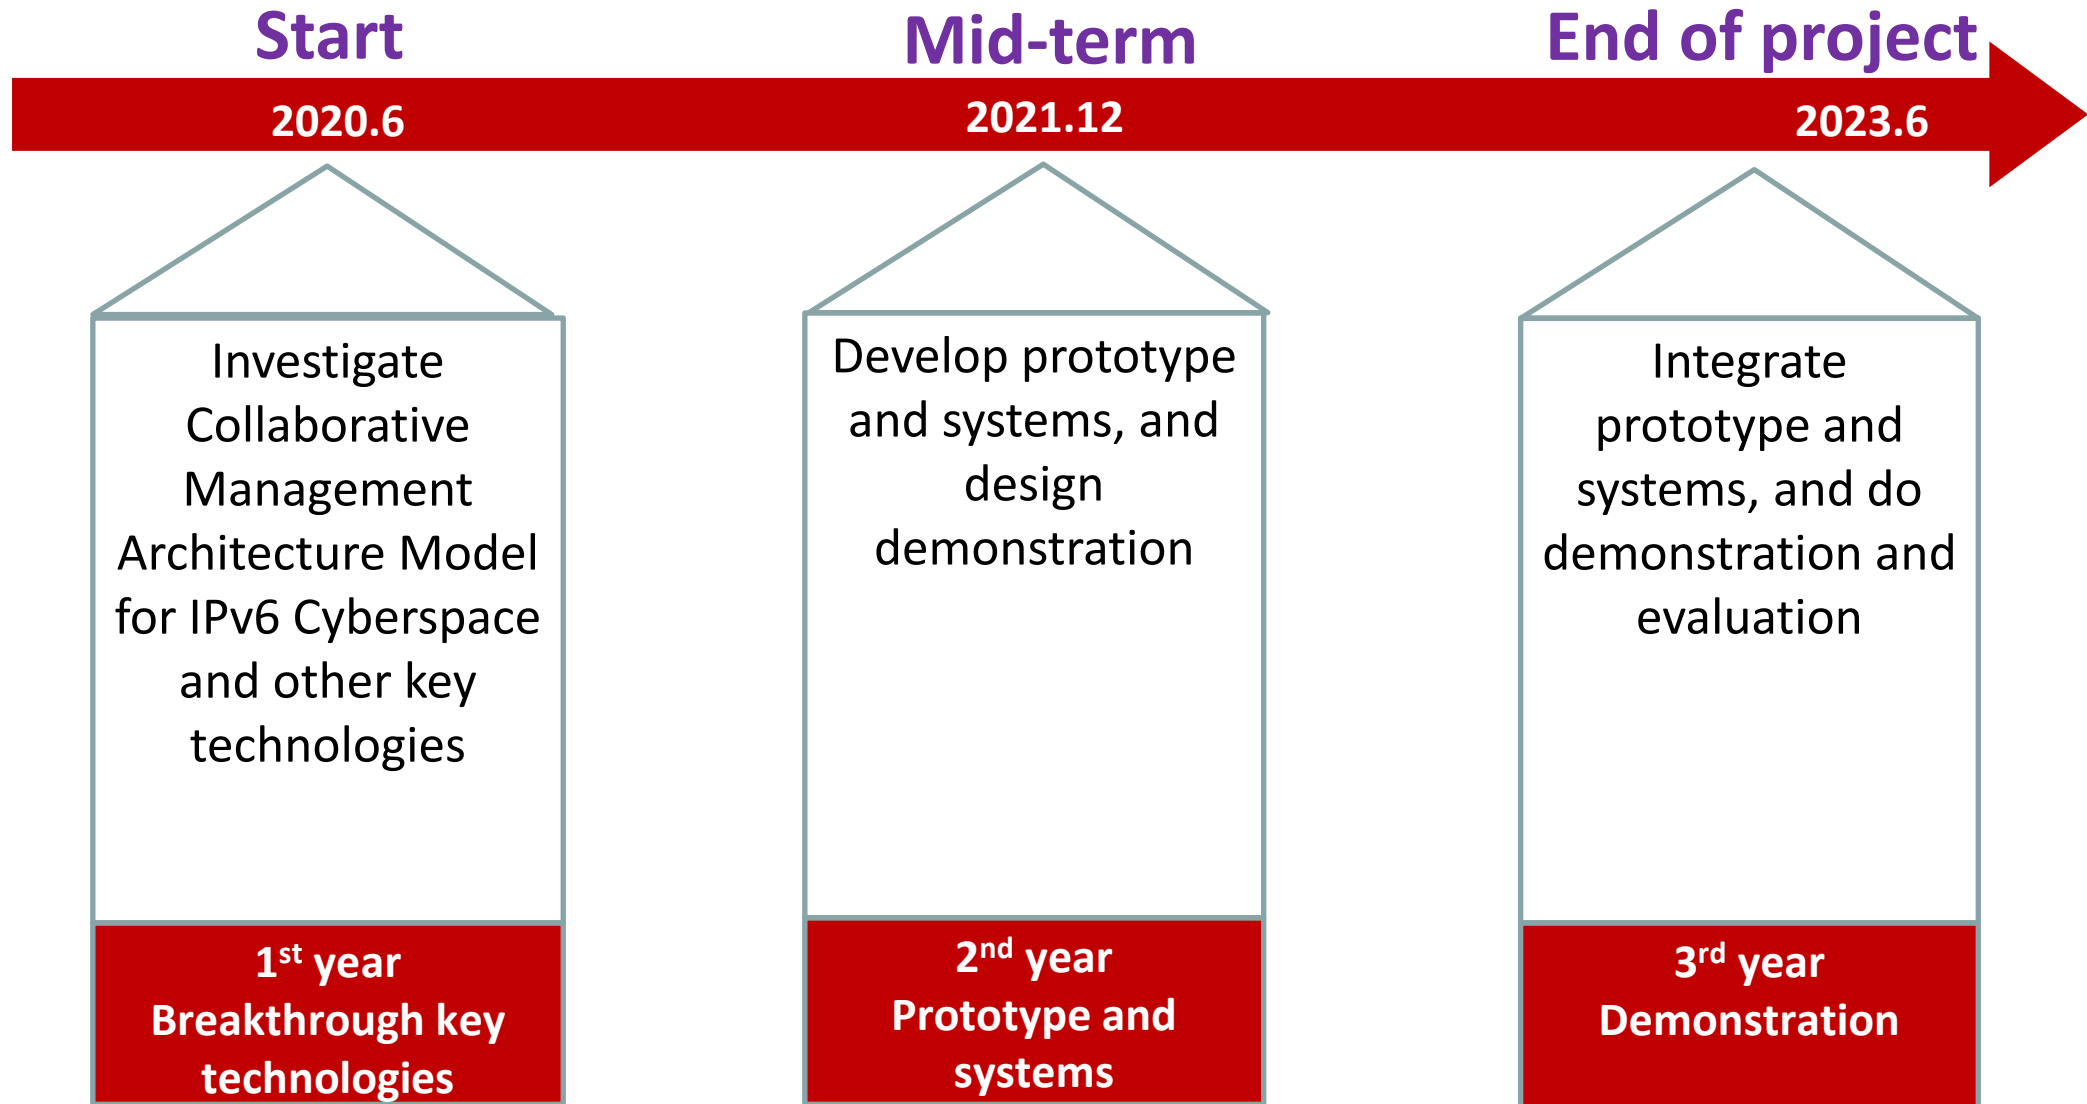 Start
Mid-term
End of project
2020.6
2021.12
2023.6
Investigate
Collaborative
Management
Architecture Model
for IPv6 Cyberspace
and other key
technologies
Develop prototype
and systems, and
design
demonstration
Integrate
prototype and
systems, and do
demonstration and
evaluation
1st year
Breakthrough key
technologies
2nd year
Prototype and
systems
3rd year
Demonstration